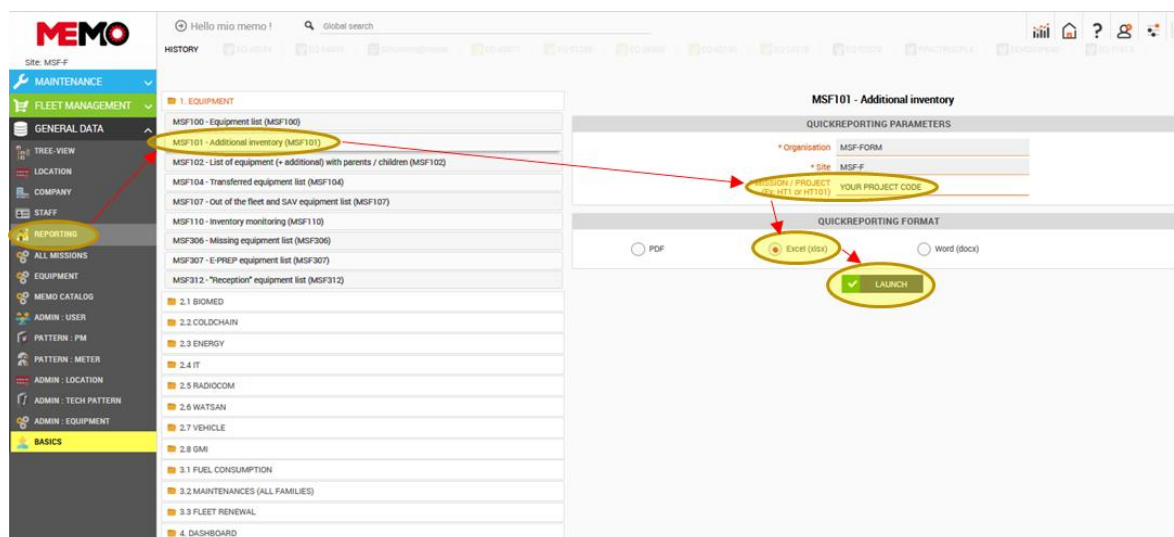 MEMO
Hello mio memo !
Global search
?
Site: MSF-F
HISTORY
MAINTENANCE
FLEET MANAGEMENT
GENERAL DATA
TREE-VIEW
LOCATION
COMPANY
STAFF
REPORTING
ALL MISSIONS
EQUIPMENT
MEMO CATALOG
ADMIN : USER
PATTERN : PM
PATTERN : METER
ADMIN : LOCATION
ADMIN : TECH PATTERN
ADMIN : EQUIPMENT
BASICS
1. EQUIPMENT
MSF100 - Equipment list (MSF100)
MSF101 - Additional inventory (MSF101)
MSF102 - List of equipment (+ additional) with parents / children (MSF102)
MSF104 - Transferred equipment list (MSF104)
MSF107 - Out of the fleet and SAV equipment list (MSF107)
MSF110 - Inventory monitoring (MSF110)
MSF306 - Missing equipment list (MSF306)
MSF307 - E-PREP equipment list (MSF307)
MSF312 - "Reception" equipment list (MSF312)
2.1 BIOMED
2.2 COLDCHAIN
2.3 ENERGY
2.4 IT
2.5 RADIOCOM
2.6 WATSAN
2.7 VEHICLE
2.8 GMI
3.1 FUEL CONSUMPTION
3.2 MAINTENANCES (ALL FAMILIES)
3.3 FLEET RENEWAL
4. DASHBOARD
MSF101 - Additional inventory
QUICKREPORTING PARAMETERS
* Organisation MSF-FORM
* Site MSF-F
MISSION / PROJECT
(Ex: HT1 or HT101) YOUR PROJECT CODE
QUICKREPORTING FORMAT
PDF Excel (xlsx) Word (docx)
LAUNCH